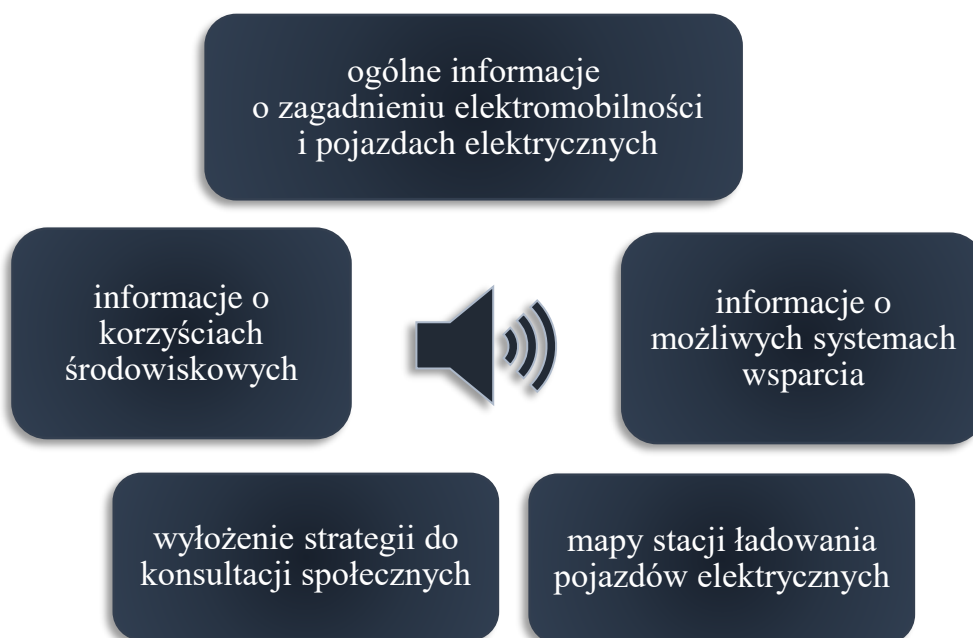 ogólne informacje
o zagadnieniu elektromobilności
i pojazdach elektrycznych
informacje o
korzyściach
środowiskowych
informacje o
możliwych systemach
wsparcia
wyłożenie strategii do
konsultacji społecznych
mapy stacji ładowania
pojazdów elektrycznych